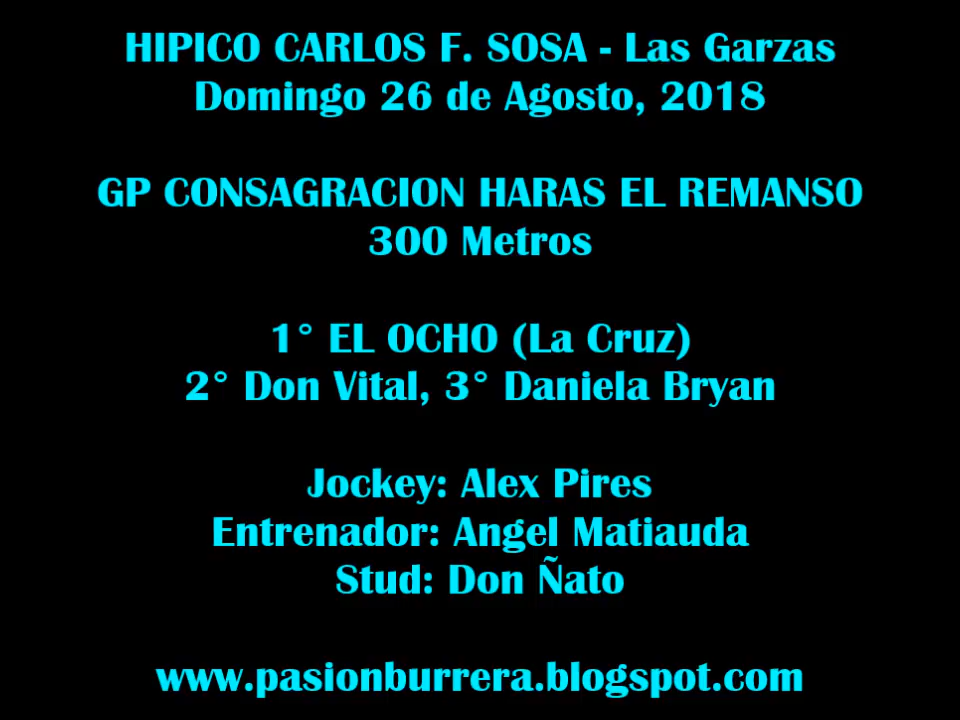 HIPICO CARLOS F. SOSA - Las Garzas
Domingo 26 de Agosto, 2018
GP CONSAGRACION HARAS EL REMANSO
300 Metros
1° EL OCHO (La Cruz)
2° Don Vital, 3° Daniela Bryan
Jockey: Alex Pires
Entrenador: Angel Matiauda
Stud: Don Ñato
www.pasionburrera.blogspot.com